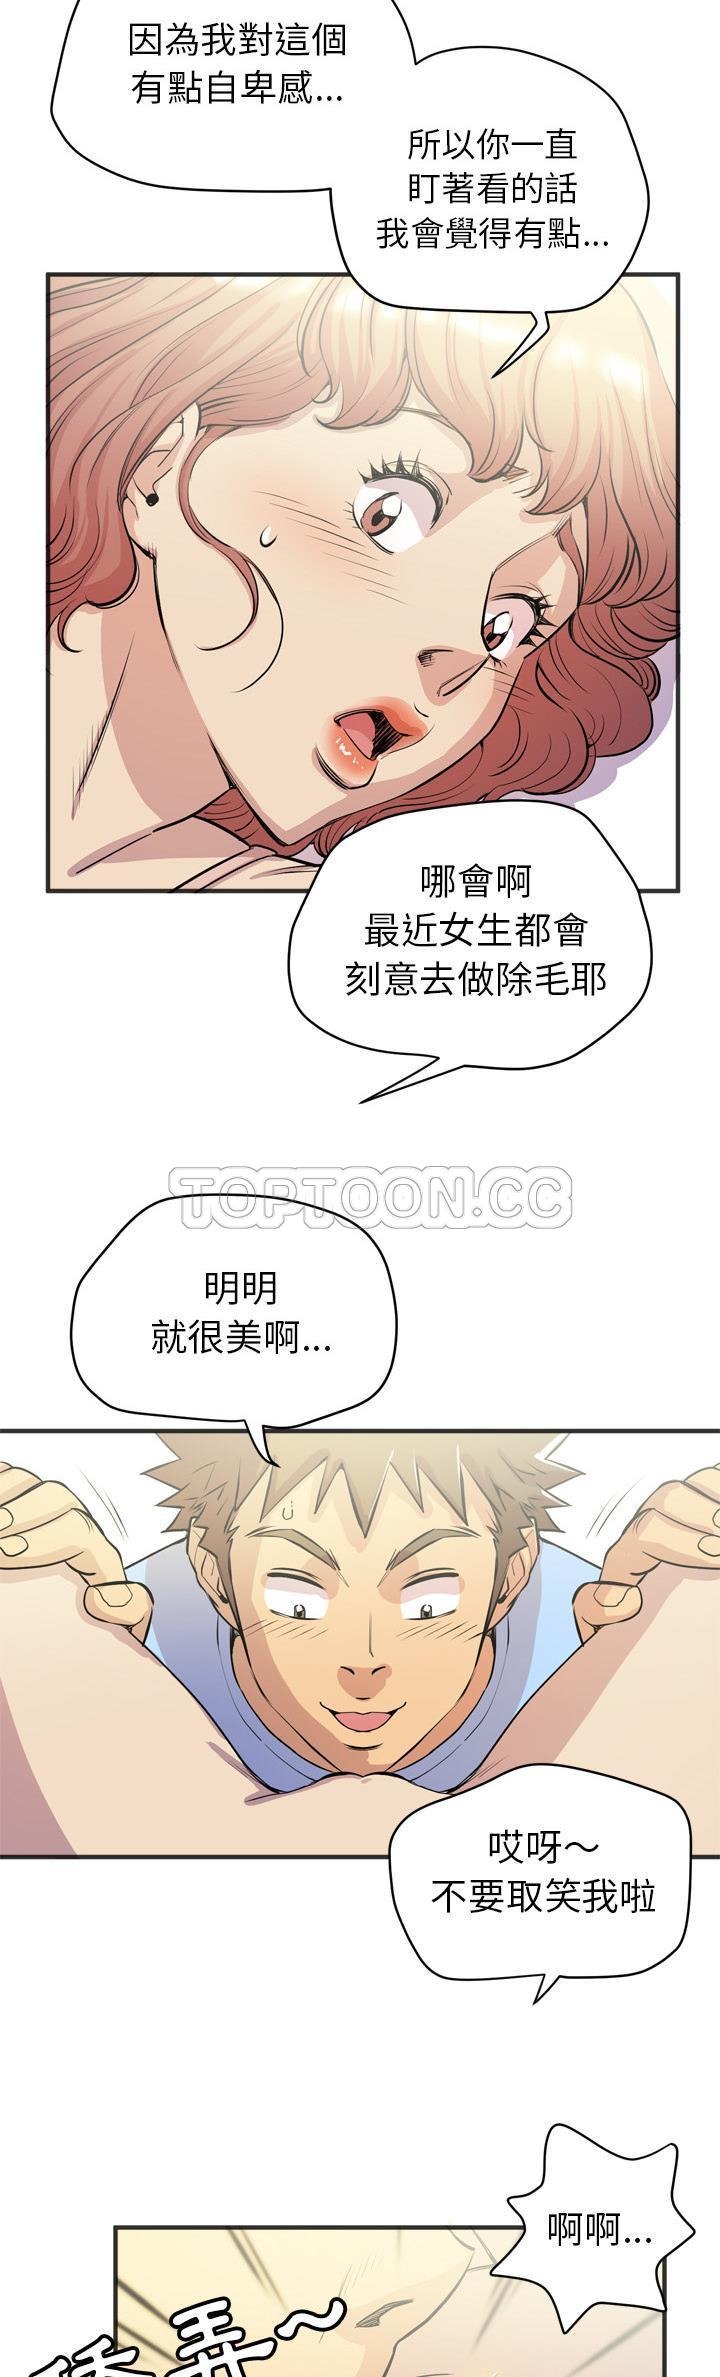 因為我對這個
有點自卑感...
所以你一直
盯著看的話
我會覺得有點...
哪會啊
最近女生都會
刻意去做除毛耶
TOPTOON.CC
明明
就很美啊...
哎呀～
不要取笑我啦
啊啊...
弄~